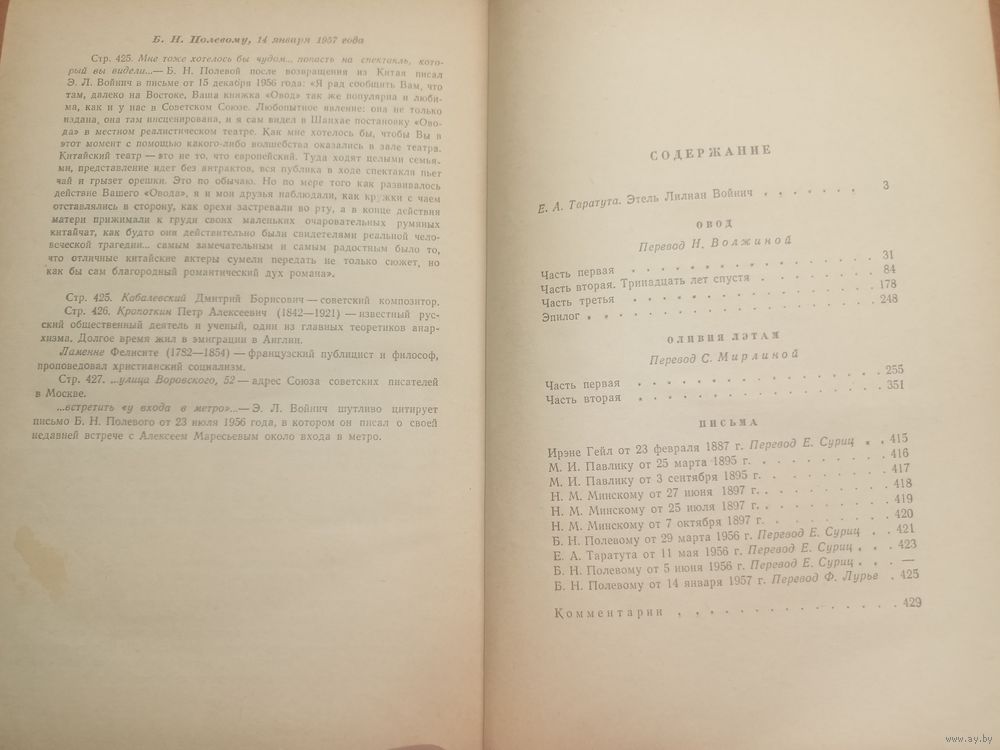 Б. Н. Полевому, 14 января 1957 года
Стр. 425. Мне тоже хотелось бы чудом... попасть на спектакль, кото-
рый вы видели...— Б. Н. Полевой после возвращения из Китая писал
Э. Л. Войнич в письме от 15 декабря 1956 года: «Я рад сообщить Вам, что
там, далеко на Востоке, Ваша книжка «Овод» так же популярна и люби-
ма, как и у нас в Советском Союзе. Любопытное явление: она не только
издана, она там инсценирована, и я сам видел в Шанхае постановку «Ово-
да» в местном реалистическом театре. Как мне хотелось бы, чтобы Вы в
этот момент с помощью какого-либо волшебства оказались в зале театра.
Китайский театр — это не то, что европейский. Туда ходят целыми семья-
ми, представление идет без антрактов, вся публика в ходе спектакля пьет
чай и грызет орешки. Это по обычаю. Но по мере того как развивалось
действие Вашего «Овода», я и мои друзья наблюдали, как кружки с чаем
отставлялись в сторону, как орехи застревали во рту, а в конце действия
матери прижимали к груди своих маленьких очаровательных румяных
китайчат, как будто они действительно были свидетелями реальной чело-
веческой трагедии... самым замечательным и самым радостным было то,
что отличные китайские актеры сумели передать не только сюжет, но
как бы сам благородный романтический дух романа».
Стр. 425. Кабалевский Дмитрий Борисович — советский композитор.
Стр. 426. Кропоткин Петр Алексеевич (1842—1921) — известный рус-
ский общественный деятель и ученый, один из главных теоретиков анар-
хизма. Долгое время жил в эмиграции в Англии.
Ламенне Фелисите (1782—1854) — французский публицист и философ,
проповедовал христианский социализм.
Стр. 427. ...улица Воровского, 52 — адрес Союза советских писателей
в Москве.
...встретить «у входа в метро»...— Э. Л. Войнич шутливо цитирует
письмо Б. Н. Полевого от 23 июля 1956 года, в котором он писал о своей
недавней встрече с Алексеем Маресьевым около входа в метро.
СОДЕРЖАНИЕ
Е. А. Таратута. Этель Лилиан Войнич . . . . . . . 3
ОВОД
Перевод Н. Волжиной
Часть первая . . . . . . . . . . . . . 31
Часть вторая. Тринадцать лет спустя . . . . . . 84
Часть третья . . . . . . . . . . . . . 178
Эпилог . . . . . . . . . . . . . . . 248
ОЛИВИЯ ЛЭТАМ
Перевод С. Мирлиной
Часть первая . . . . . . . . . . . . . 255
Часть вторая . . . . . . . . . . . . . 351
ПИСЬМА
Ирэне Гейл от 23 февраля 1887 г. Перевод Е. Суриц . . 415
М. И. Павлику от 25 марта 1895 г. . . . . . . . 416
М. И. Павлику от 3 сентября 1895 г. . . . . . . 417
Н. М. Минскому от 27 июня 1897 г. . . . . . . . 418
Н. М. Минскому от 25 июля 1897 г. . . . . . . . 419
Н. М. Минскому от 7 октября 1897 г. . . . . . . 420
Б. Н. Полевому от 29 марта 1956 г. Перевод Е. Суриц . . 421
Е. А. Таратута от 11 мая 1956 г. Перевод Е. Суриц . . . 423
Б. Н. Полевому от 5 июня 1956 г. Перевод Е. Суриц . . . —
Б. Н. Полевому от 14 января 1957 г. Перевод Ф. Лурье . 425
Комментарии . . . . . . . . . . . . . 429
www.ay.by